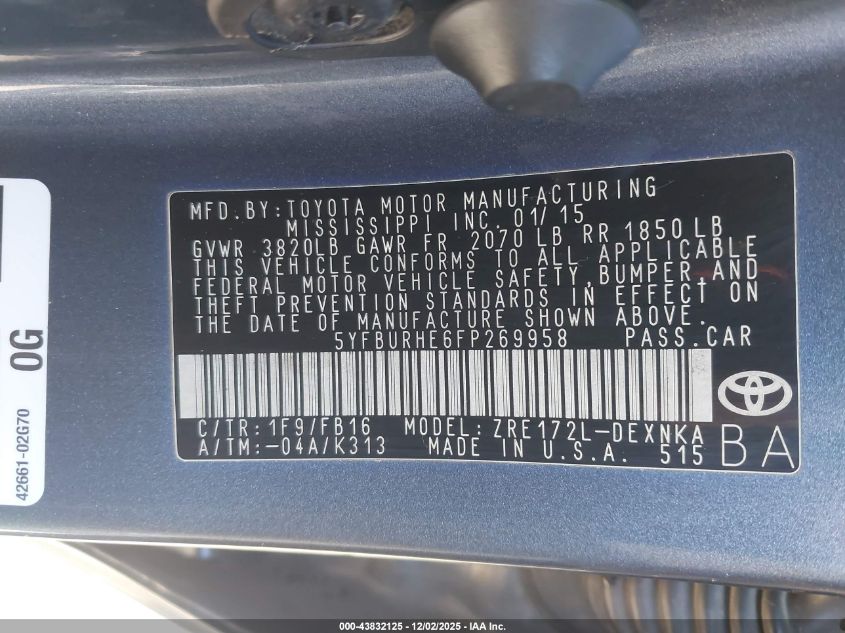 MFD. BY: TOYOTA MOTOR MANUFACTURING
MISSISSIPPI INC. 01/15
GVWR 3820LB GAWR FR 2070 LB RR 1850 LB
THIS VEHICLE CONFORMS TO ALL APPLICABLE
FEDERAL MOTOR VEHICLE SAFETY, BUMPER, AND
THEFT PREVENTION STANDARDS IN EFFECT ON
THE DATE OF MANUFACTURE SHOWN ABOVE.
5YFBURHE6FP269958 PASS. CAR
C/TR: 1F9/FB16 MODEL: ZRE172L-DEXNKA
A/TM: -04A/K313 MADE IN U.S.A. 515
BA
42661-02G70
0G
000-43832125 - 12/02/2025 - IAA Inc.